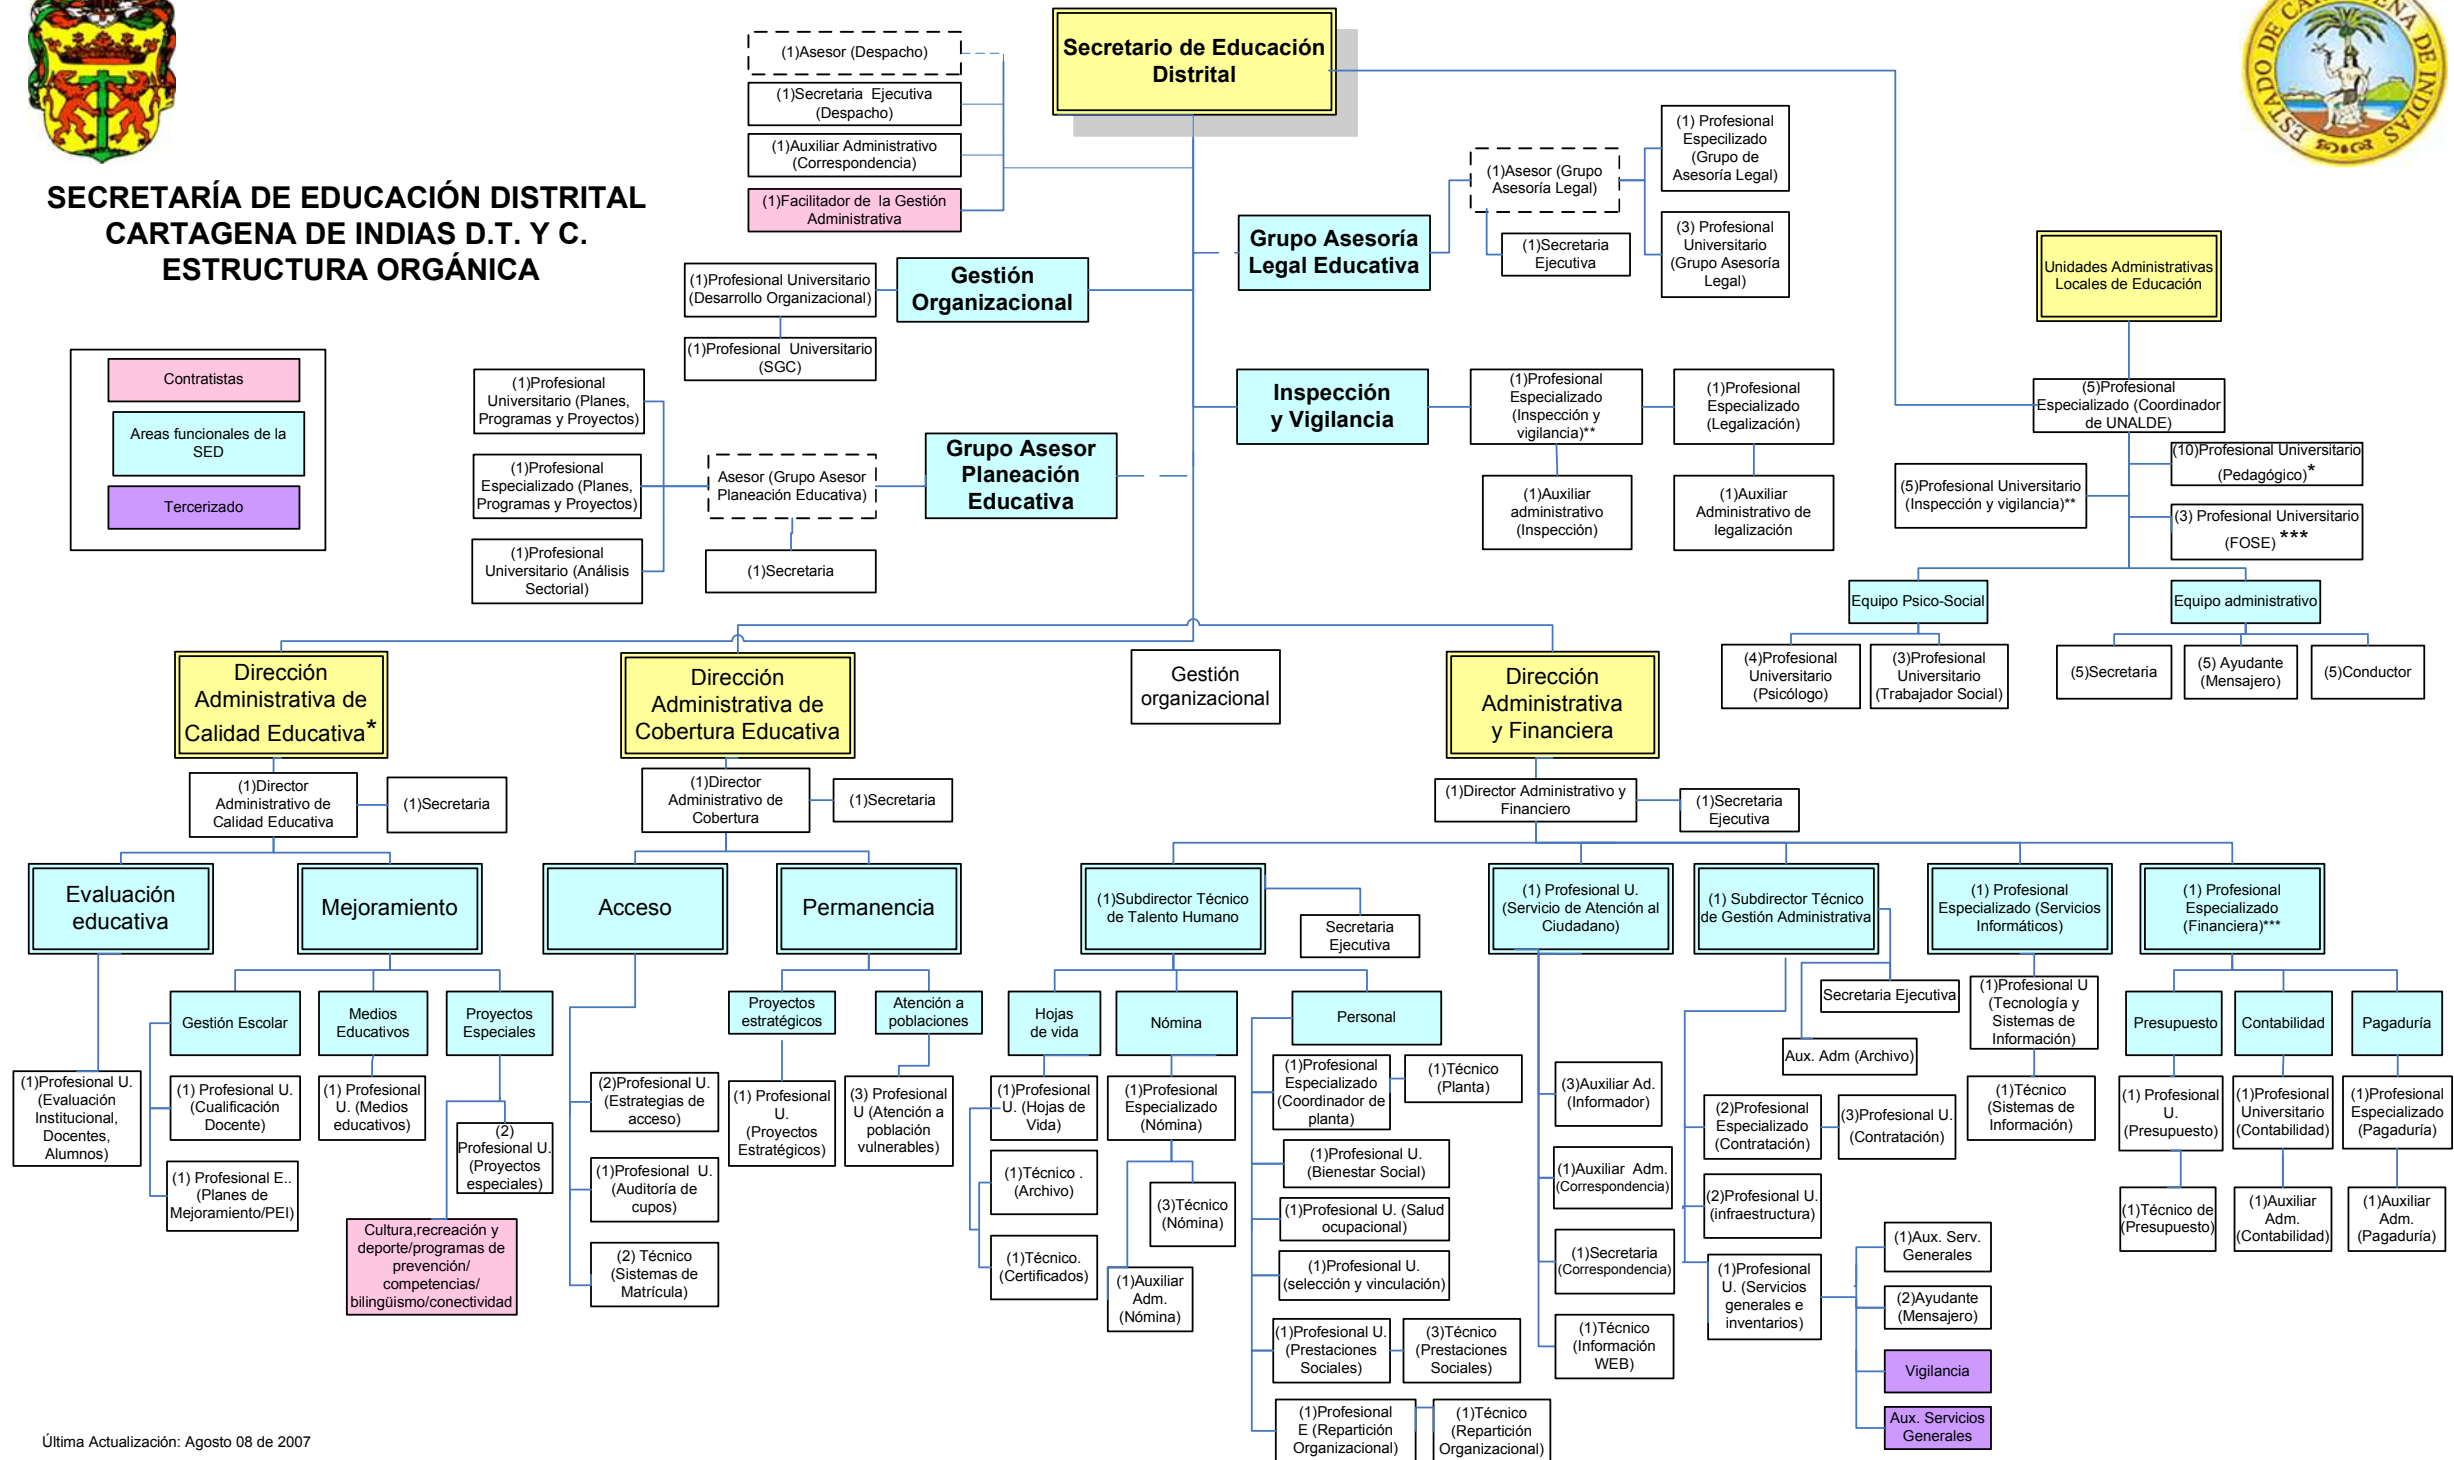 SECRETARÍA DE EDUCACIÓN DISTRITAL
CARTAGENA DE INDIAS D.T. Y C.
ESTRUCTURA ORGÁNICA
Contratistas
Areas funcionales de la
SED
Tercerizado
Secretario de Educación
Distrital
(1)Asesor (Despacho)
(1)Secretaria Ejecutiva
(Despacho)
(1)Auxiliar Administrativo
(Correspondencia)
(1)Facilitador de la Gestión
Administrativa
ESTADO DE CARTAGENA DE INDIAS
Grupo Asesoría
Legal Educativa
(1)Asesor (Grupo
Asesoría Legal)
(1)Secretaria
Ejecutiva
(1) Profesional
Especilizado
(Grupo de
Asesoría Legal)
(3) Profesional
Universitario
(Grupo Asesoría
Legal)
Gestión
Organizacional
(1)Profesional Universitario
(Desarrollo Organizacional)
(1)Profesional Universitario
(SGC)
Inspección
y Vigilancia
(1)Profesional
Especializado
(Inspección y
vigilancia)**
(1)Profesional
Especializado
(Legalización)
(1)Auxiliar
administrativo
(Inspección)
(1)Auxiliar
Administrativo de
legalización
Grupo Asesor
Planeación
Educativa
Asesor (Grupo Asesor
Planeación Educativa)
(1)Secretaria
(1)Profesional
Universitario (Planes,
Programas y Proyectos)
(1)Profesional
Especializado (Planes,
Programas y Proyectos)
(1)Profesional
Universitario (Análisis
Sectorial)
Unidades Administrativas
Locales de Educación
(5)Profesional
Especializado (Coordinador
de UNALDE)
(10)Profesional Universitario
(Pedagógico)*
(5)Profesional Universitario
(Inspección y vigilancia)**
(3) Profesional Universitario
(FOSE) ***
Equipo Psico-Social
Equipo administrativo
(4)Profesional
Universitario
(Psicólogo)
(3)Profesional
Universitario
(Trabajador Social)
(5)Secretaria
(5) Ayudante
(Mensajero)
(5)Conductor
Dirección
Administrativa de
Calidad Educativa*
(1)Director
Administrativo de
Calidad Educativa
(1)Secretaria
Evaluación
educativa
Mejoramiento
Gestión Escolar
Medios
Educativos
Proyectos
Especiales
(1)Profesional U.
(Evaluación
Institucional,
Docentes,
Alumnos)
(1) Profesional U.
(Cualificación
Docente)
(1) Profesional E..
(Planes de
Mejoramiento/PEI)
(1) Profesional
U. (Medios
educativos)
(2)
Profesional U.
(Proyectos
especiales)
Cultura,recreación y
deporte/programas de
prevención/
competencias/
bilingüismo/conectividad
Dirección
Administrativa de
Cobertura Educativa
(1)Director
Administrativo de
Cobertura
(1)Secretaria
Acceso
Permanencia
(2)Profesional U.
(Estrategias de
acceso)
(1)Profesional U.
(Auditoría de
cupos)
(2) Técnico
(Sistemas de
Matrícula)
Proyectos
estratégicos
Atención a
poblaciones
(1) Profesional
U.
(Proyectos
Estratégicos)
(3) Profesional
U (Atención a
población
vulnerables)
Gestión
organizacional
Dirección
Administrativa
y Financiera
(1)Director Administrativo y
Financiero
(1)Secretaria
Ejecutiva
(1)Subdirector Técnico
de Talento Humano
Secretaria
Ejecutiva
Hojas
de vida
Nómina
Personal
(1)Profesional
U. (Hojas de
Vida)
(1)Técnico .
(Archivo)
(1)Técnico.
(Certificados)
(1)Profesional
Especializado
(Nómina)
(3)Técnico
(Nómina)
(1)Auxiliar
Adm.
(Nómina)
(1)Profesional
Especializado
(Coordinador de
planta)
(1)Técnico
(Planta)
(1)Profesional U.
(Bienestar Social)
(1)Profesional U. (Salud
ocupacional)
(1)Profesional U.
(selección y vinculación)
(1)Profesional U.
(Prestaciones
Sociales)
(3)Técnico
(Prestaciones
Sociales)
(1)Profesional
E (Repartición
Organizacional)
(1)Técnico
(Repartición
Organizacional)
(1) Profesional U.
(Servicio de Atención al
Ciudadano)
(3)Auxiliar Ad.
(Informador)
(1)Auxiliar Adm.
(Correspondencia)
(1)Secretaria
(Correspondencia)
(1)Técnico
(Información
WEB)
(1) Subdirector Técnico
de Gestión Administrativa
Secretaria Ejecutiva
Aux. Adm (Archivo)
(2)Profesional
Especializado
(Contratación)
(3)Profesional U.
(Contratación)
(2)Profesional U.
(infraestructura)
(1)Profesional
U. (Servicios
generales e
inventarios)
(1)Aux. Serv.
Generales
(2)Ayudante
(Mensajero)
Vigilancia
Aux. Servicios
Generales
(1) Profesional
Especializado (Servicios
Informáticos)
(1)Profesional U
(Tecnología y
Sistemas de
Información)
(1)Técnico
(Sistemas de
Información)
(1) Profesional
Especializado
(Financiera)***
Presupuesto
Contabilidad
Pagaduría
(1) Profesional
U.
(Presupuesto)
(1)Técnico de
(Presupuesto)
(1)Profesional
Universitario
(Contabilidad)
(1)Auxiliar
Adm.
(Contabilidad)
(1)Profesional
Especializado
(Pagaduría)
(1)Auxiliar
Adm.
(Pagaduría)
Última Actualización: Agosto 08 de 2007